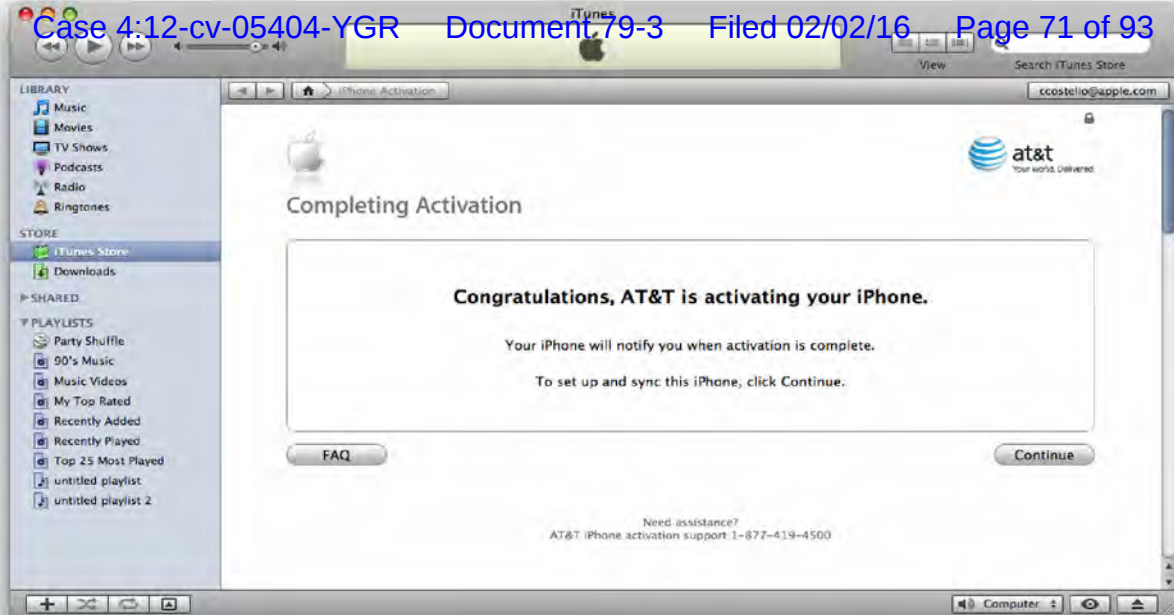 iTunes
Case 4:12-cv-05404-YGR Document 79-3 Filed 02/02/16 Page 71 of 93
View
Search iTunes Store
LIBRARY
Music
Movies
TV Shows
Podcasts
Radio
Ringtones
STORE
iTunes Store
Downloads
SHARED
PLAYLISTS
Party Shuffle
90's Music
Music Videos
My Top Rated
Recently Added
Recently Played
Top 25 Most Played
untitled playlist
untitled playlist 2
iPhone Activation
ccostello@apple.com
at&t
Your world. Delivered
Completing Activation
Congratulations, AT&T is activating your iPhone.
Your iPhone will notify you when activation is complete.
To set up and sync this iPhone, click Continue.
FAQ
Continue
Need assistance?
AT&T iPhone activation support 1-877-419-4500
Computer